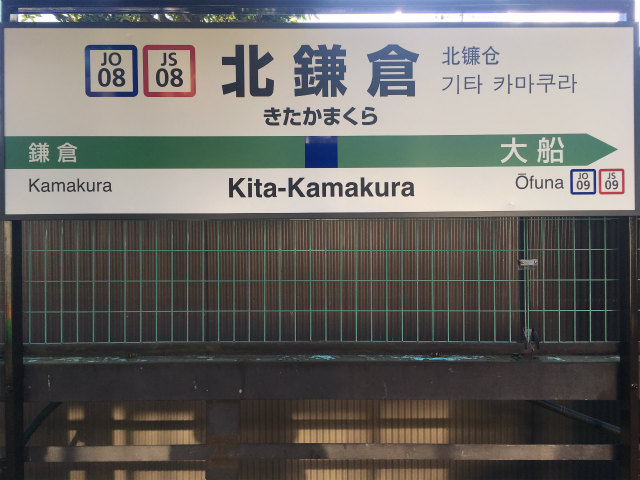 JO 08 JS 08 北鎌倉 北镰仓
기타 카마쿠라
きたかまくら
鎌倉 大船
Kamakura Kita-Kamakura Ōfuna JO 09 JS 09